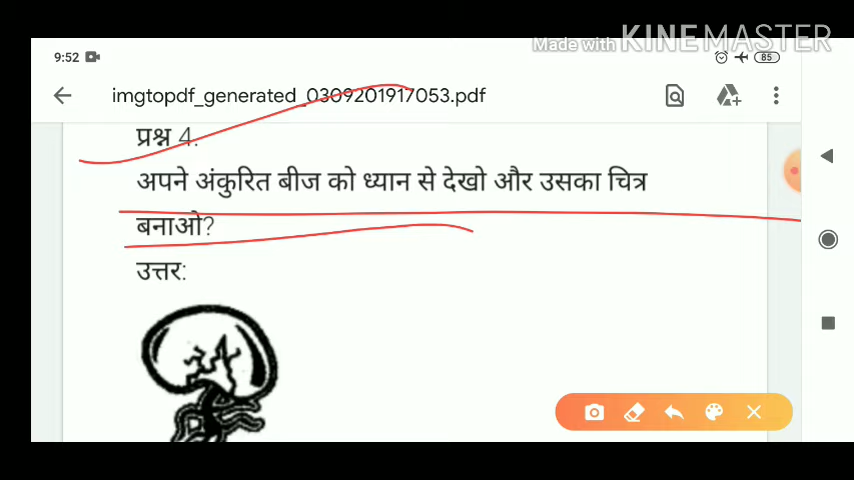 Made with KINEMASTER
9:52
85
imgtopdf_generated_0309201917053.pdf
प्रश्न 4.
अपने अंकुरित बीज को ध्यान से देखो और उसका चित्र
बनाओ?
उत्तर: